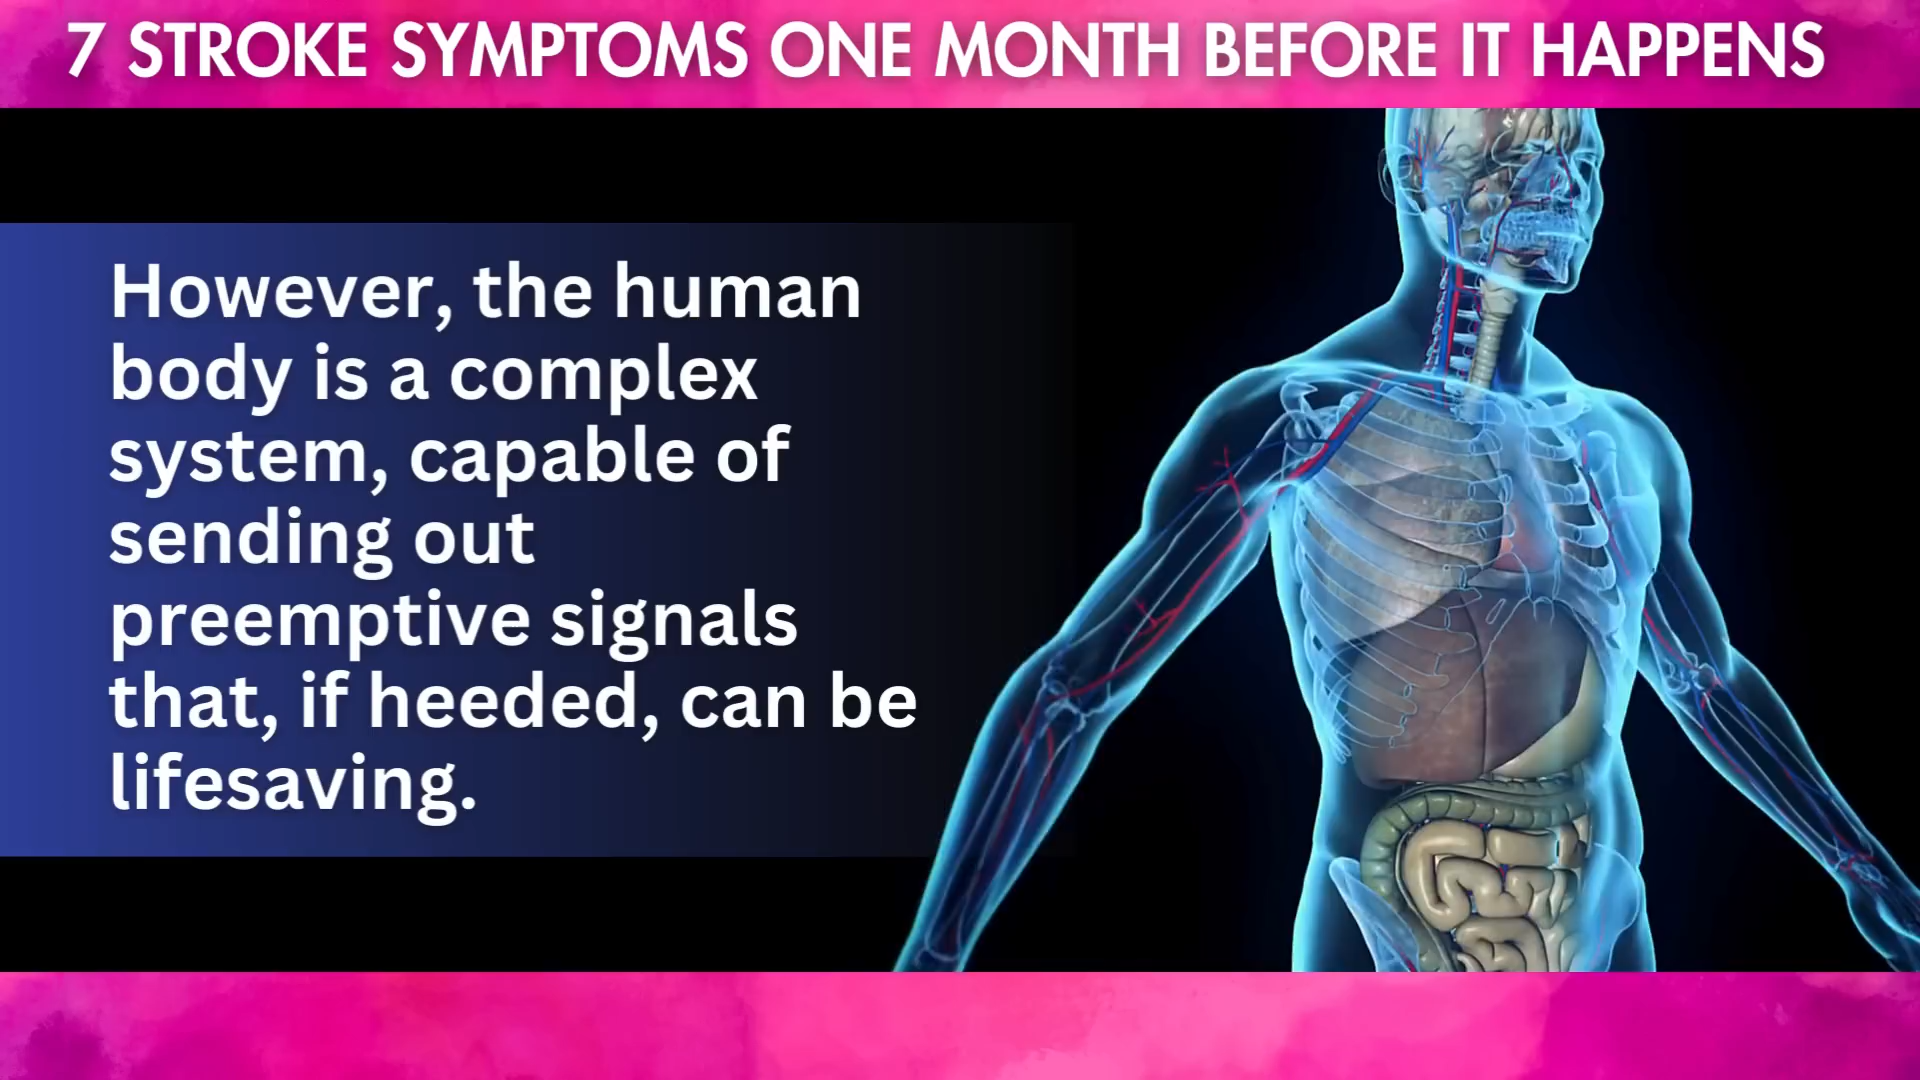 7 STROKE SYMPTOMS ONE MONTH BEFORE IT HAPPENS
However, the human
body is a complex
system, capable of
sending out
preemptive signals
that, if heeded, can be
lifesaving.